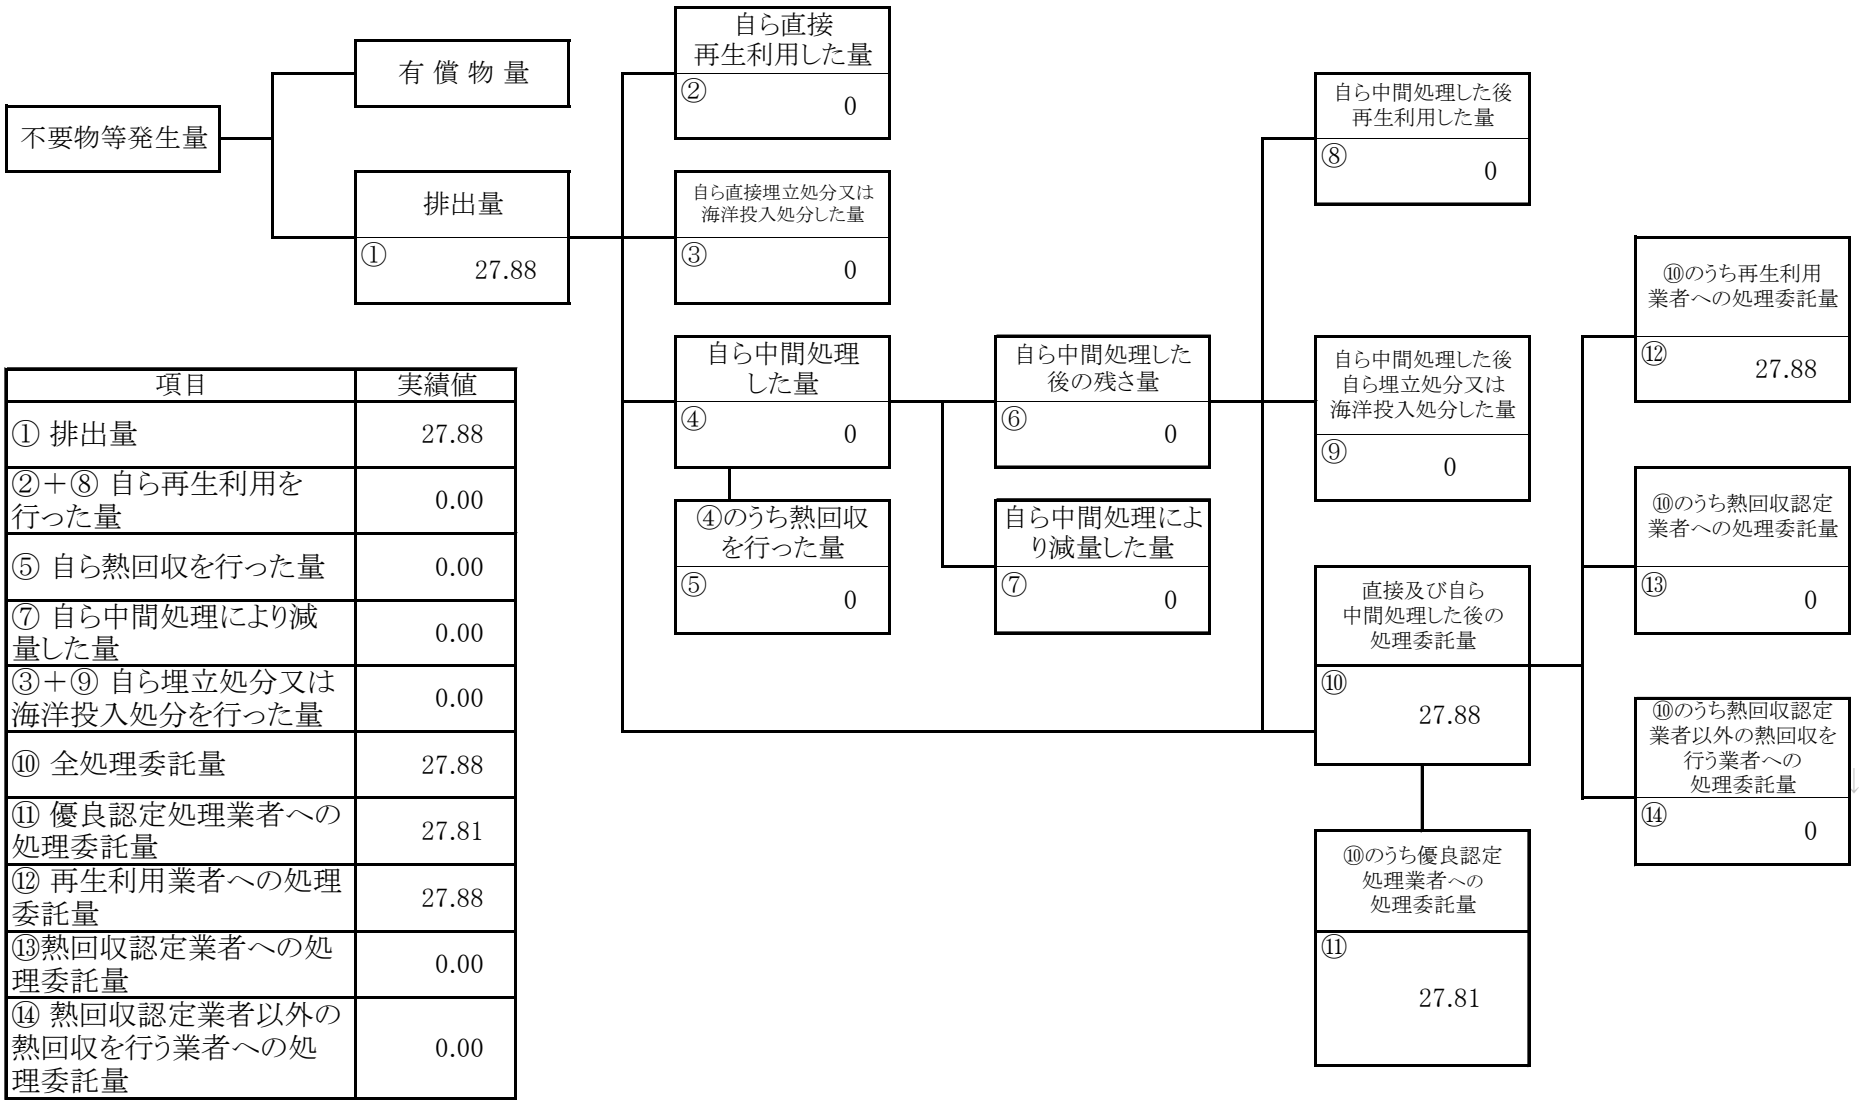 不要物等発生量
有 償 物 量
排出量
①
27.88
自ら直接
再生利用した量
②
0
自ら直接埋立処分又は
海洋投入処分した量
③
0
自ら中間処理
した量
④
0
④のうち熱回収
を行った量
⑤
0
自ら中間処理した
後の残さ量
⑥
0
自ら中間処理によ
り減量した量
⑦
0
自ら中間処理した後
再生利用した量
⑧
0
自ら中間処理した後
自ら埋立処分又は
海洋投入処分した量
⑨
0
直接及び自ら
中間処理した後の
処理委託量
⑩
27.88
⑩のうち優良認定
処理業者への
処理委託量
⑪
27.81
⑩のうち再生利用
業者への処理委託量
⑫
27.88
⑩のうち熱回収認定
業者への処理委託量
⑬
0
⑩のうち熱回収認定
業者以外の熱回収を
行う業者への
処理委託量
⑭
0
↓
項目 実績値
① 排出量 27.88
②＋⑧ 自ら再生利用を
行った量 0.00
⑤ 自ら熱回収を行った量 0.00
⑦ 自ら中間処理により減
量した量 0.00
③＋⑨ 自ら埋立処分又は
海洋投入処分を行った量 0.00
⑩ 全処理委託量 27.88
⑪ 優良認定処理業者への
処理委託量 27.81
⑫ 再生利用業者への処理
委託量 27.88
⑬熱回収認定業者への処
理委託量 0.00
⑭ 熱回収認定業者以外の
熱回収を行う業者への処
理委託量 0.00